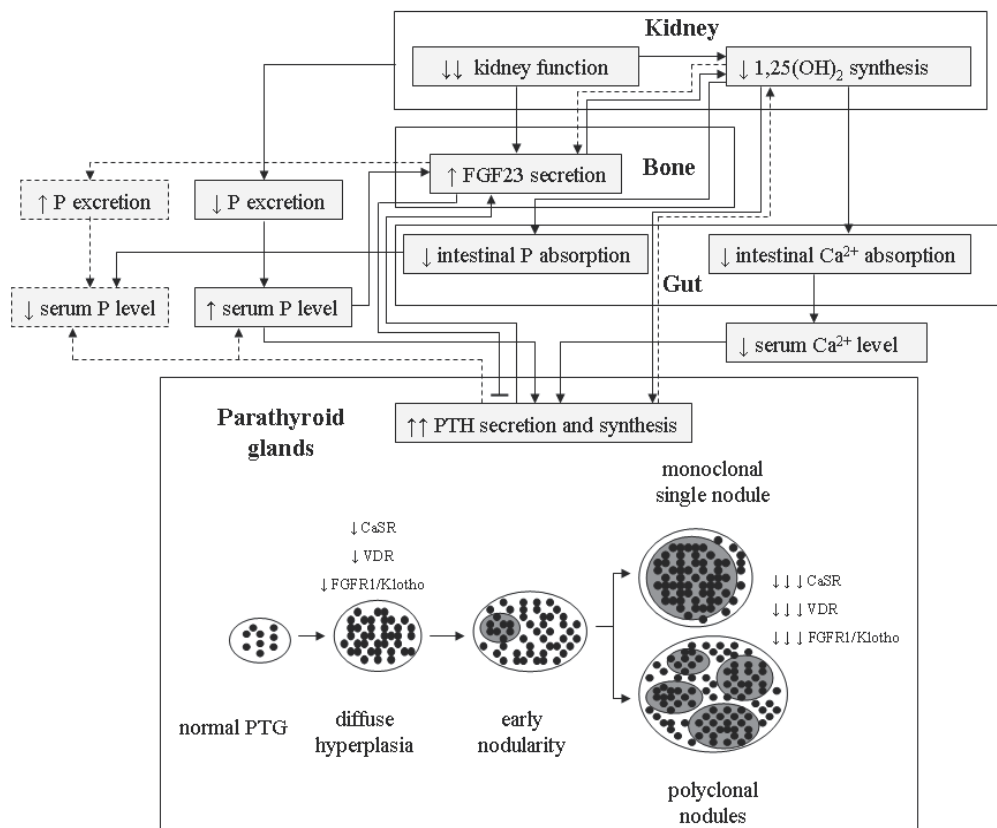 Kidney
↓↓ kidney function
↓ 1,25(OH)₂ synthesis
Bone
↑ FGF23 secretion
↑ P excretion
↓ P excretion
↓ intestinal P absorption
↓ intestinal Ca²⁺ absorption
Gut
↓ serum P level
↑ serum P level
↓ serum Ca²⁺ level
Parathyroid
glands
↑↑ PTH secretion and synthesis
monoclonal
single nodule
↓ CaSR
↓ VDR
↓ FGFR1/Klotho
↓↓↓ CaSR
↓↓↓ VDR
↓↓↓ FGFR1/Klotho
normal PTG
diffuse
hyperplasia
early
nodularity
polyclonal
nodules